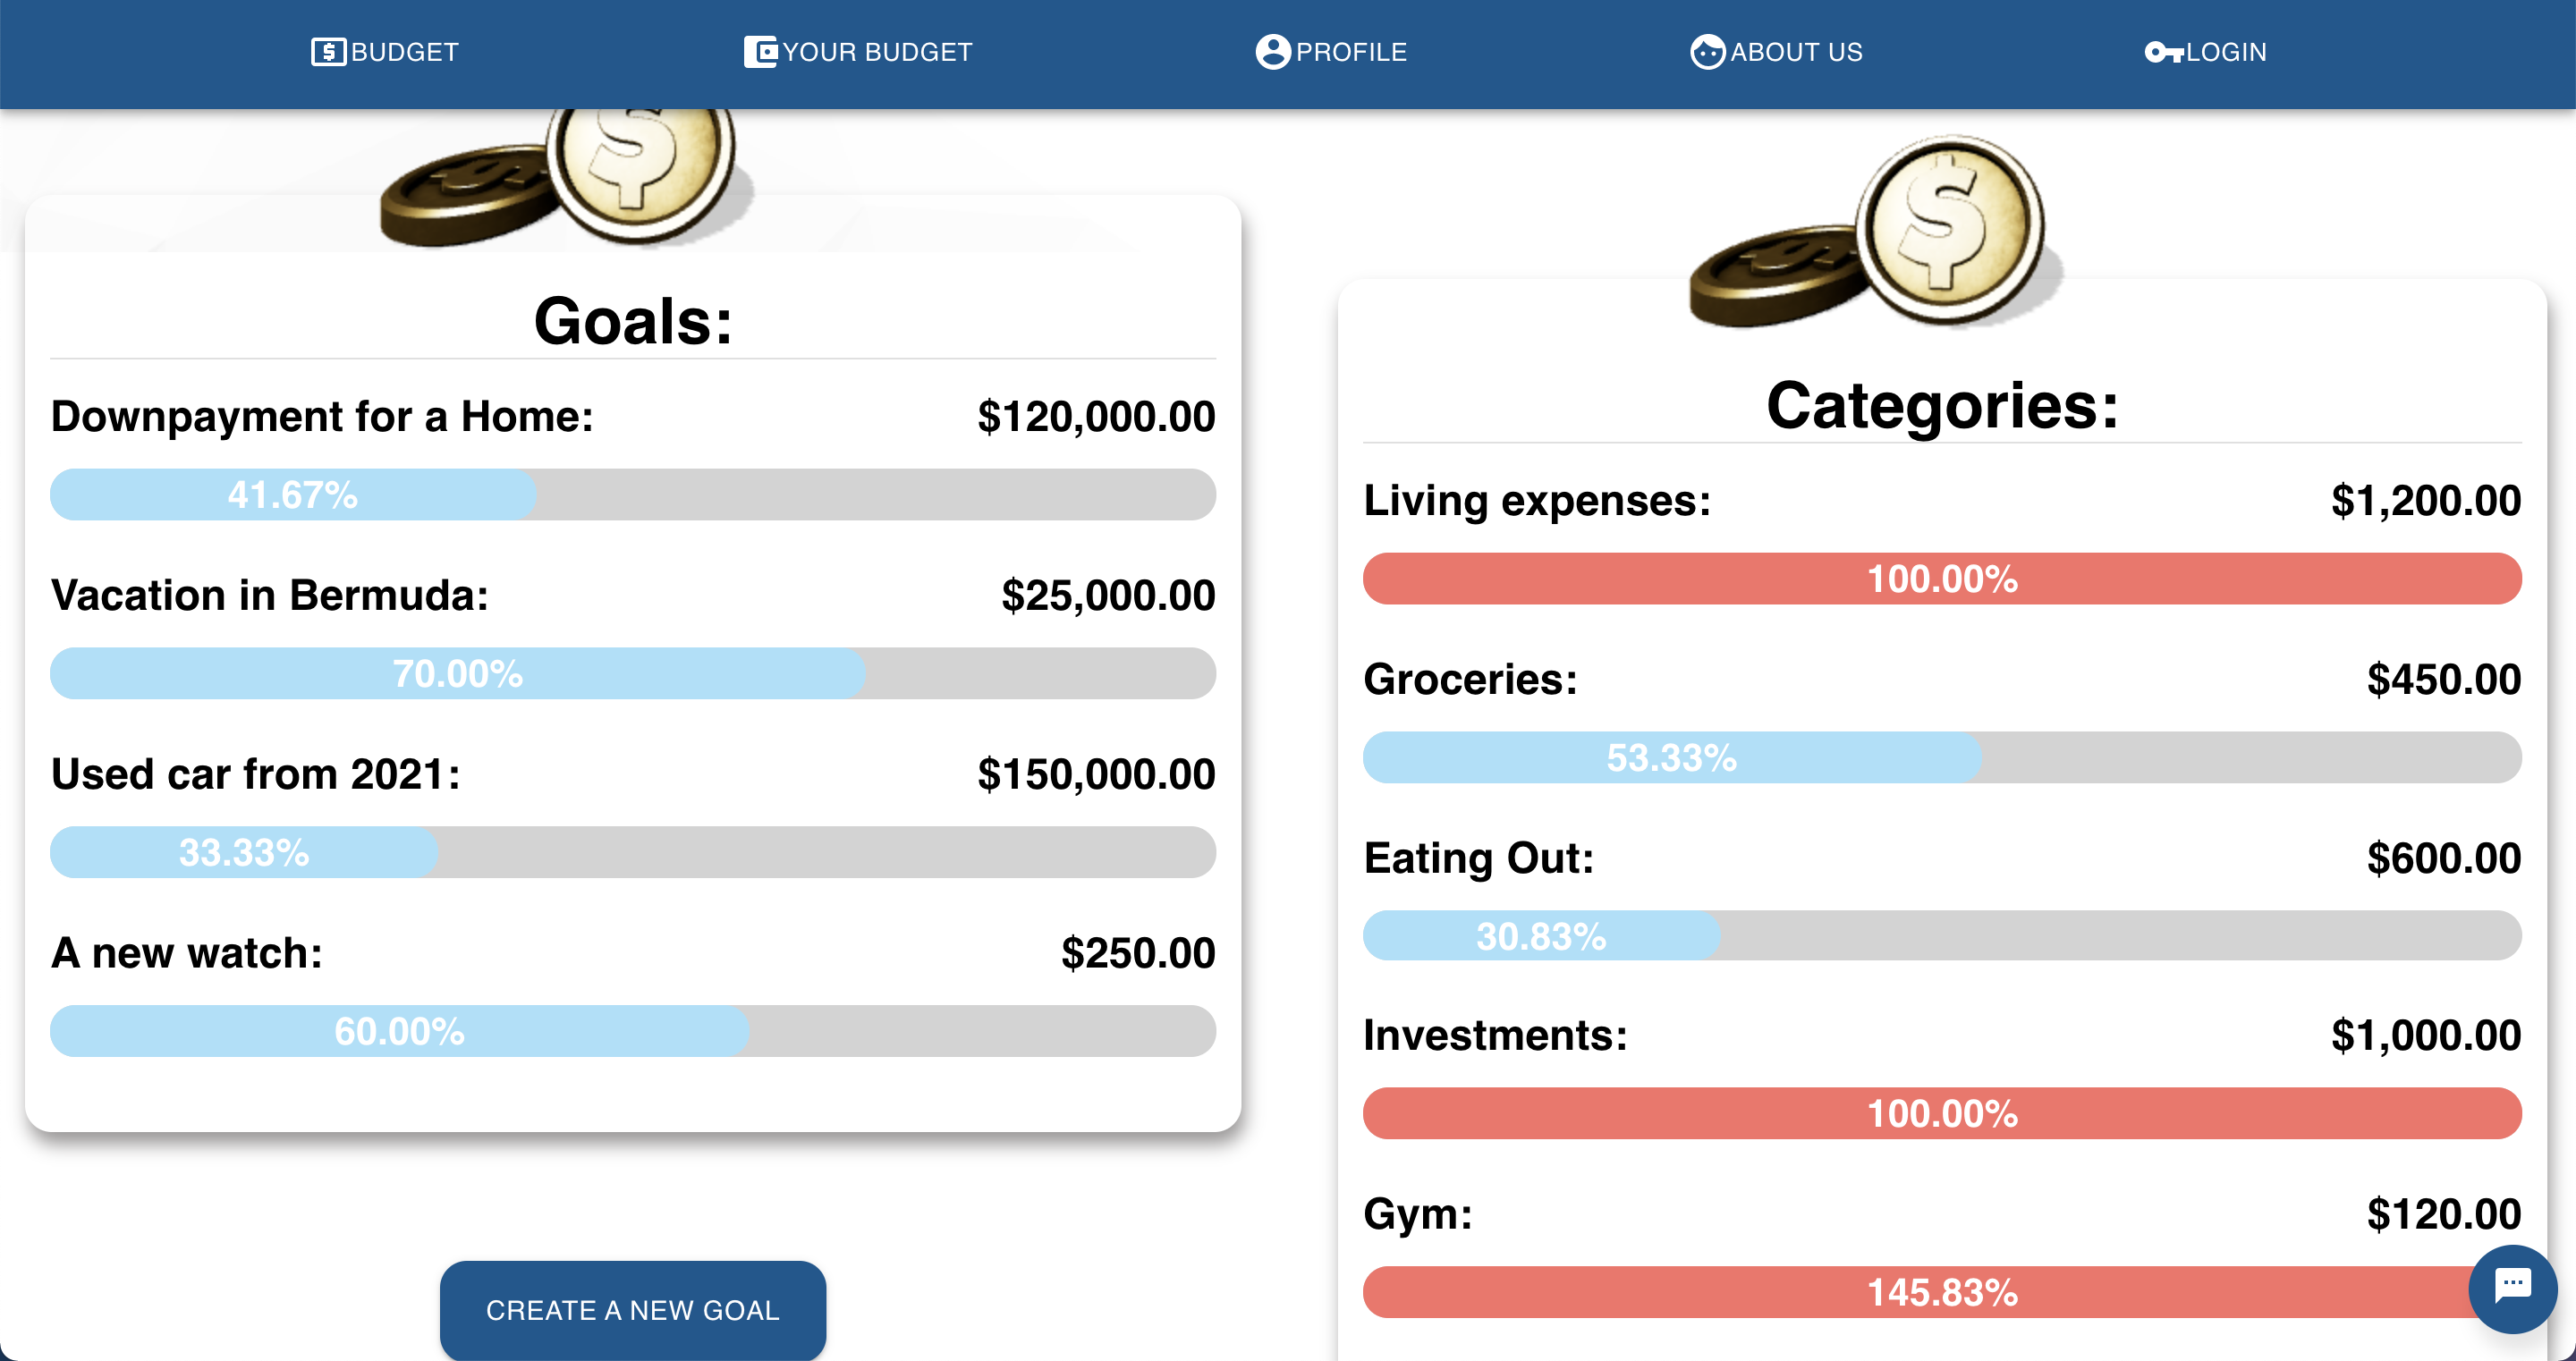 BUDGET
YOUR BUDGET
PROFILE
ABOUT US
LOGIN
Goals:
Downpayment for a Home: $120,000.00
41.67%
Vacation in Bermuda: $25,000.00
70.00%
Used car from 2021: $150,000.00
33.33%
A new watch: $250.00
60.00%
CREATE A NEW GOAL
Categories:
Living expenses: $1,200.00
100.00%
Groceries: $450.00
53.33%
Eating Out: $600.00
30.83%
Investments: $1,000.00
100.00%
Gym: $120.00
145.83%